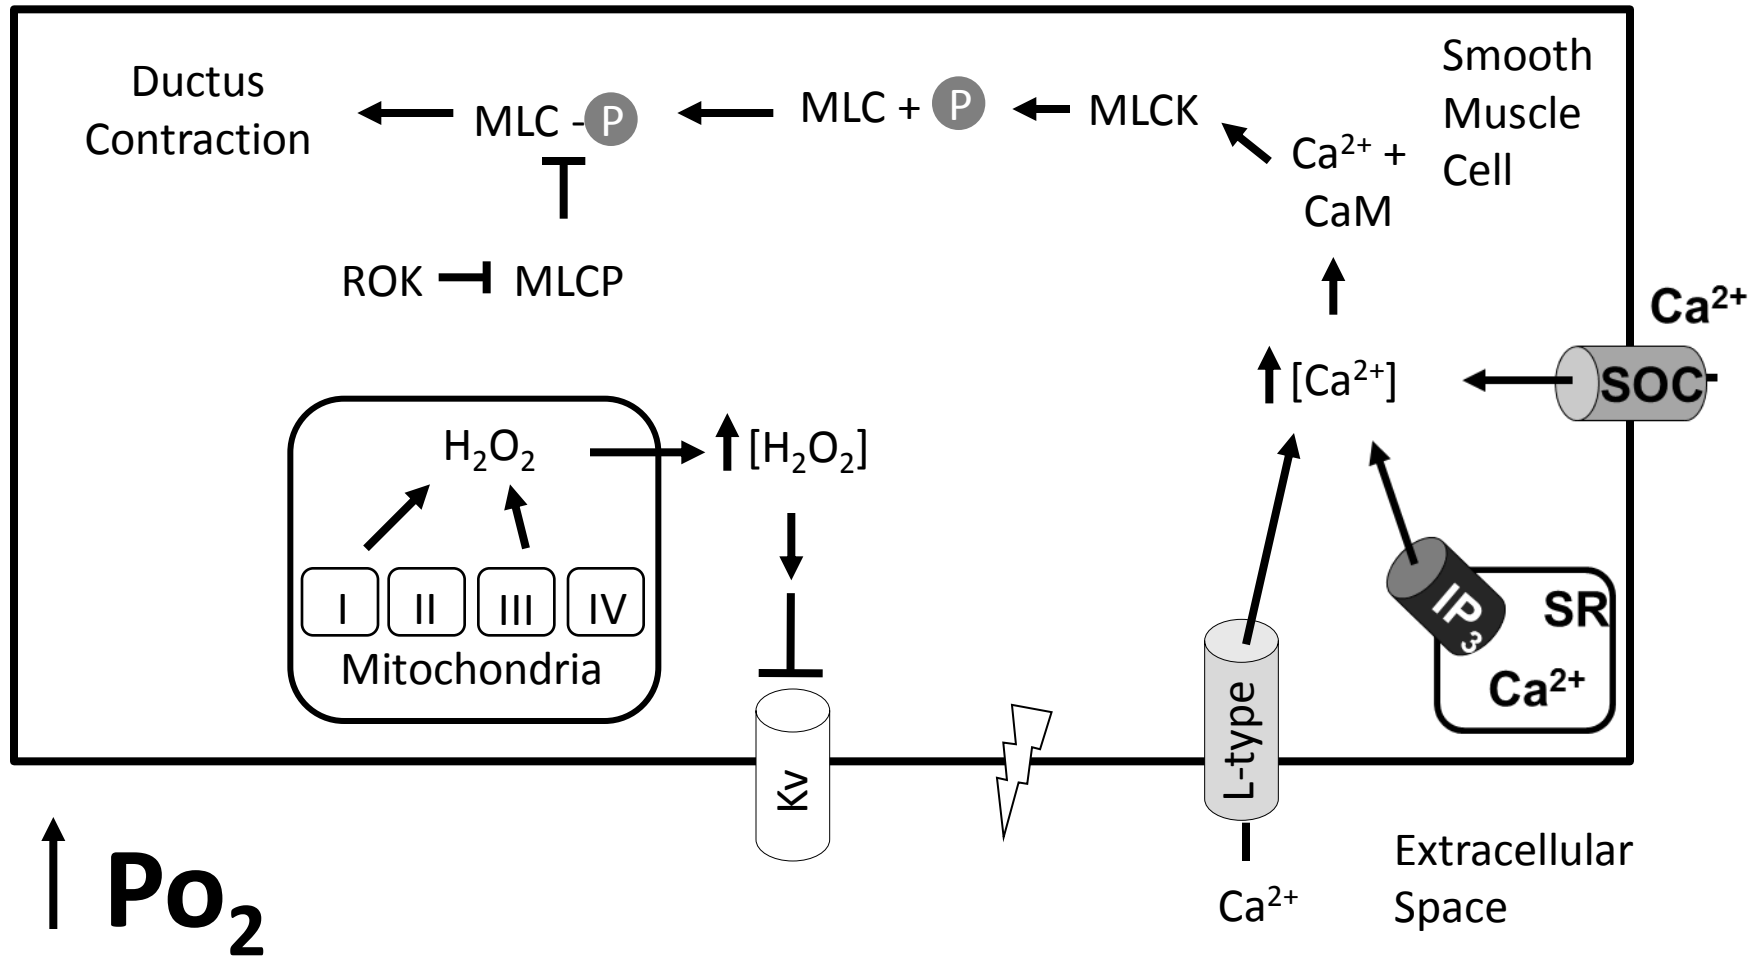 Ductus
Contraction
MLC - P
MLC + P
MLCK
Smooth
Muscle
Cell
Ca²⁺ +
CaM
ROK
MLCP
Ca²⁺
SOC
[Ca²⁺]
H₂O₂
[H₂O₂]
I
II
III
IV
Mitochondria
IP₃
SR
Ca²⁺
L-type
Kv
Ca²⁺
Extracellular
Space
Po₂